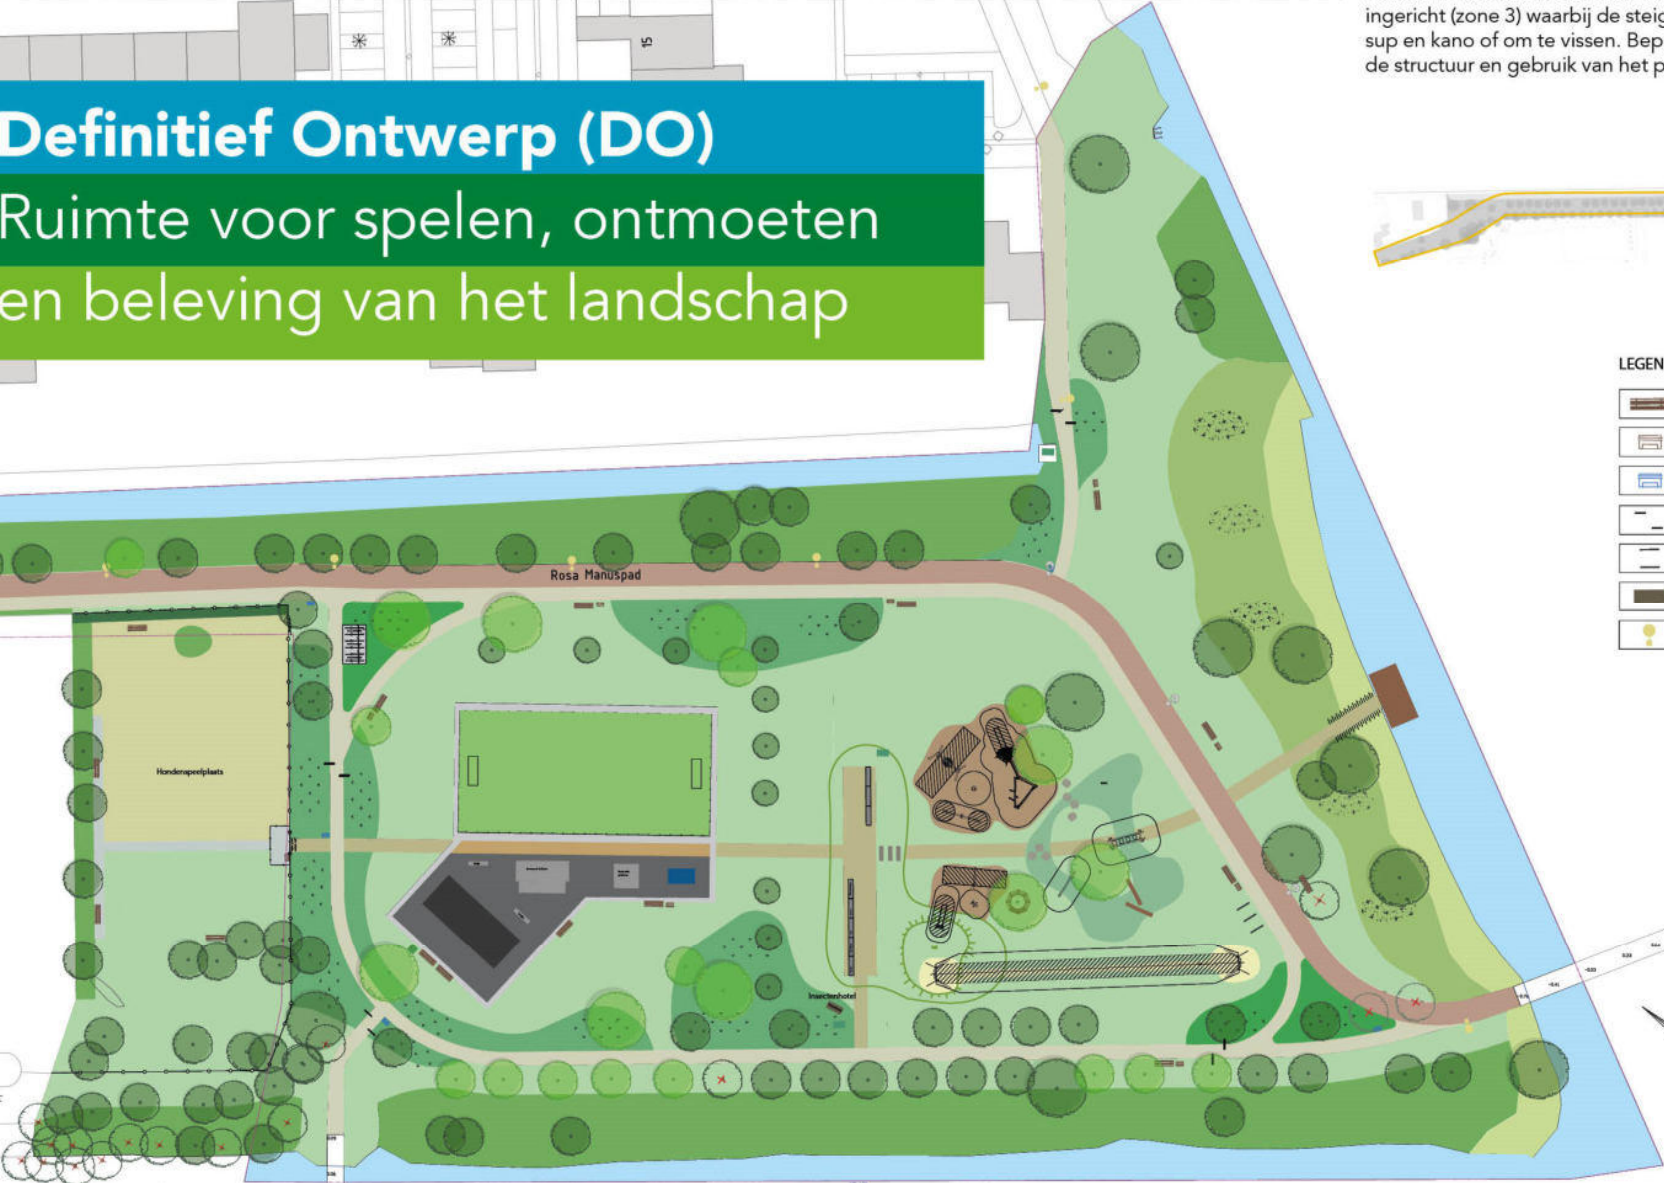 ingericht (zone 3) waarbij de steig
sup en kano of om te vissen. Bep
de structuur en gebruik van het p
15
Definitief Ontwerp (DO)
Ruimte voor spelen, ontmoeten
en beleving van het landschap
LEGEN
Rosa Manuspad
Hondenspeelplaats
Insectenhotel